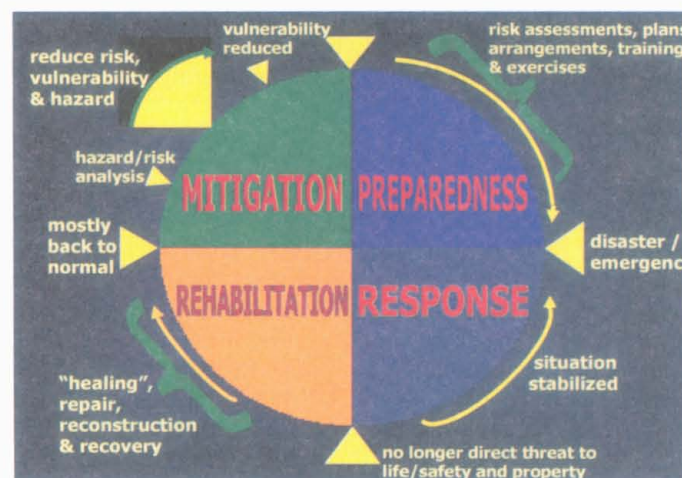 vulnerability
reduced
risk assessments, plans
arrangements, training
& exercises
reduce risk,
vulnerability
& hazard
hazard/risk
analysis
MITIGATION
PREPAREDNESS
mostly
back to
normal
disaster /
emergenc
REHABILITATION
RESPONSE
situation
stabilized
"healing",
repair,
reconstruction
& recovery
no longer direct threat to
life/safety and property